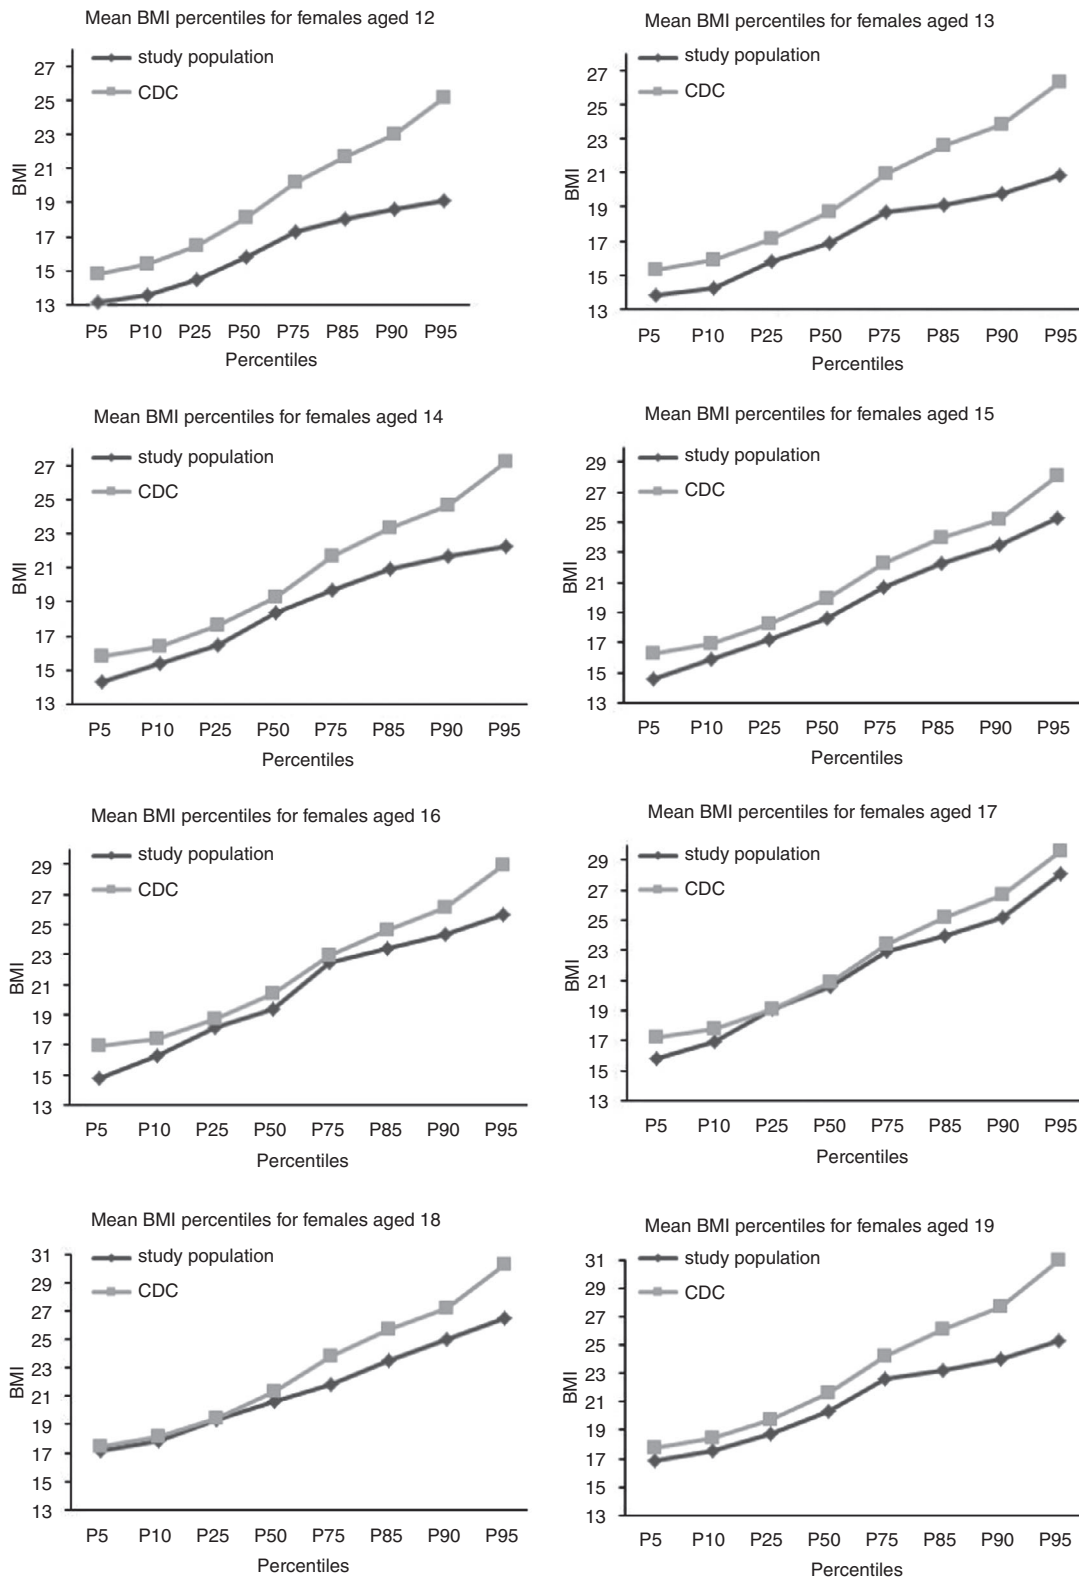 Mean BMI percentiles for females aged 12
study population
CDC
27
25
23
21
19
17
15
13
BMI
P5 P10 P25 P50 P75 P85 P90 P95
Percentiles
Mean BMI percentiles for females aged 13
study population
CDC
27
25
23
21
19
17
15
13
BMI
P5 P10 P25 P50 P75 P85 P90 P95
Percentiles
Mean BMI percentiles for females aged 14
study population
CDC
27
25
23
21
19
17
15
13
BMI
P5 P10 P25 P50 P75 P85 P90 P95
Percentiles
Mean BMI percentiles for females aged 15
study population
CDC
29
27
25
23
21
19
17
15
13
BMI
P5 P10 P25 P50 P75 P85 P90 P95
Percentiles
Mean BMI percentiles for females aged 16
study population
CDC
29
27
25
23
21
19
17
15
13
BMI
P5 P10 P25 P50 P75 P85 P90 P95
Percentiles
Mean BMI percentiles for females aged 17
study population
CDC
29
27
25
23
21
19
17
15
13
BMI
P5 P10 P25 P50 P75 P85 P90 P95
Percentiles
Mean BMI percentiles for females aged 18
study population
CDC
31
29
27
25
23
21
19
17
15
13
BMI
P5 P10 P25 P50 P75 P85 P90 P95
Percentiles
Mean BMI percentiles for females aged 19
study population
CDC
31
29
27
25
23
21
19
17
15
13
BMI
P5 P10 P25 P50 P75 P85 P90 P95
Percentiles